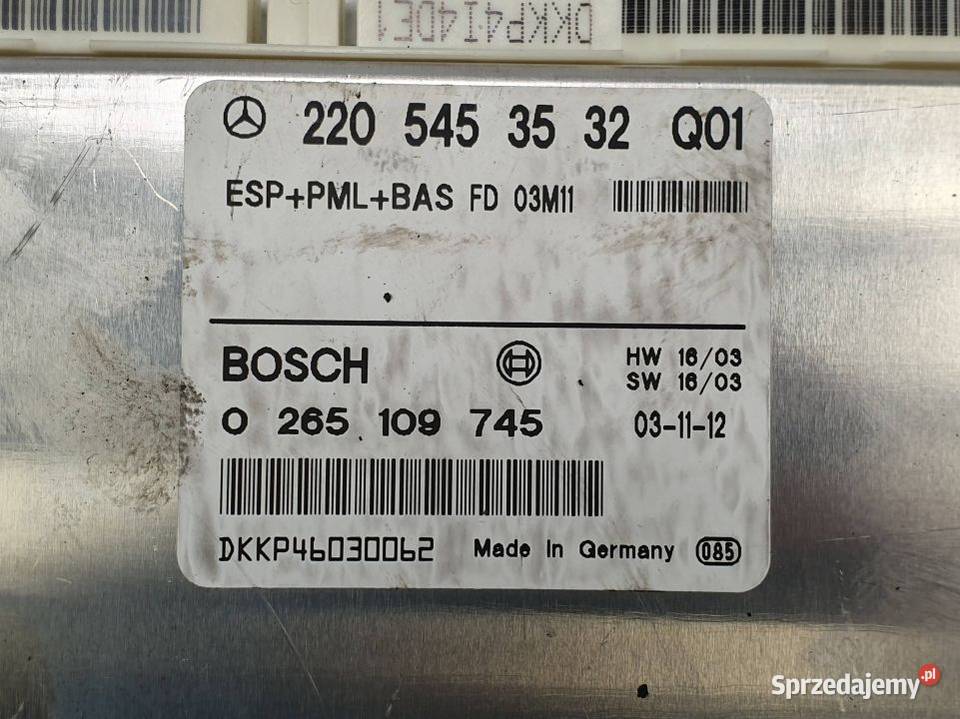 DKKP4I4DE1
220 545 35 32 Q01
ESP+PML+BAS FD 03M11
BOSCH HW 16/03
SW 16/03
0 265 109 745 03-11-12
DKKP46030062 Made In Germany 085
Sprzedajemy.pl